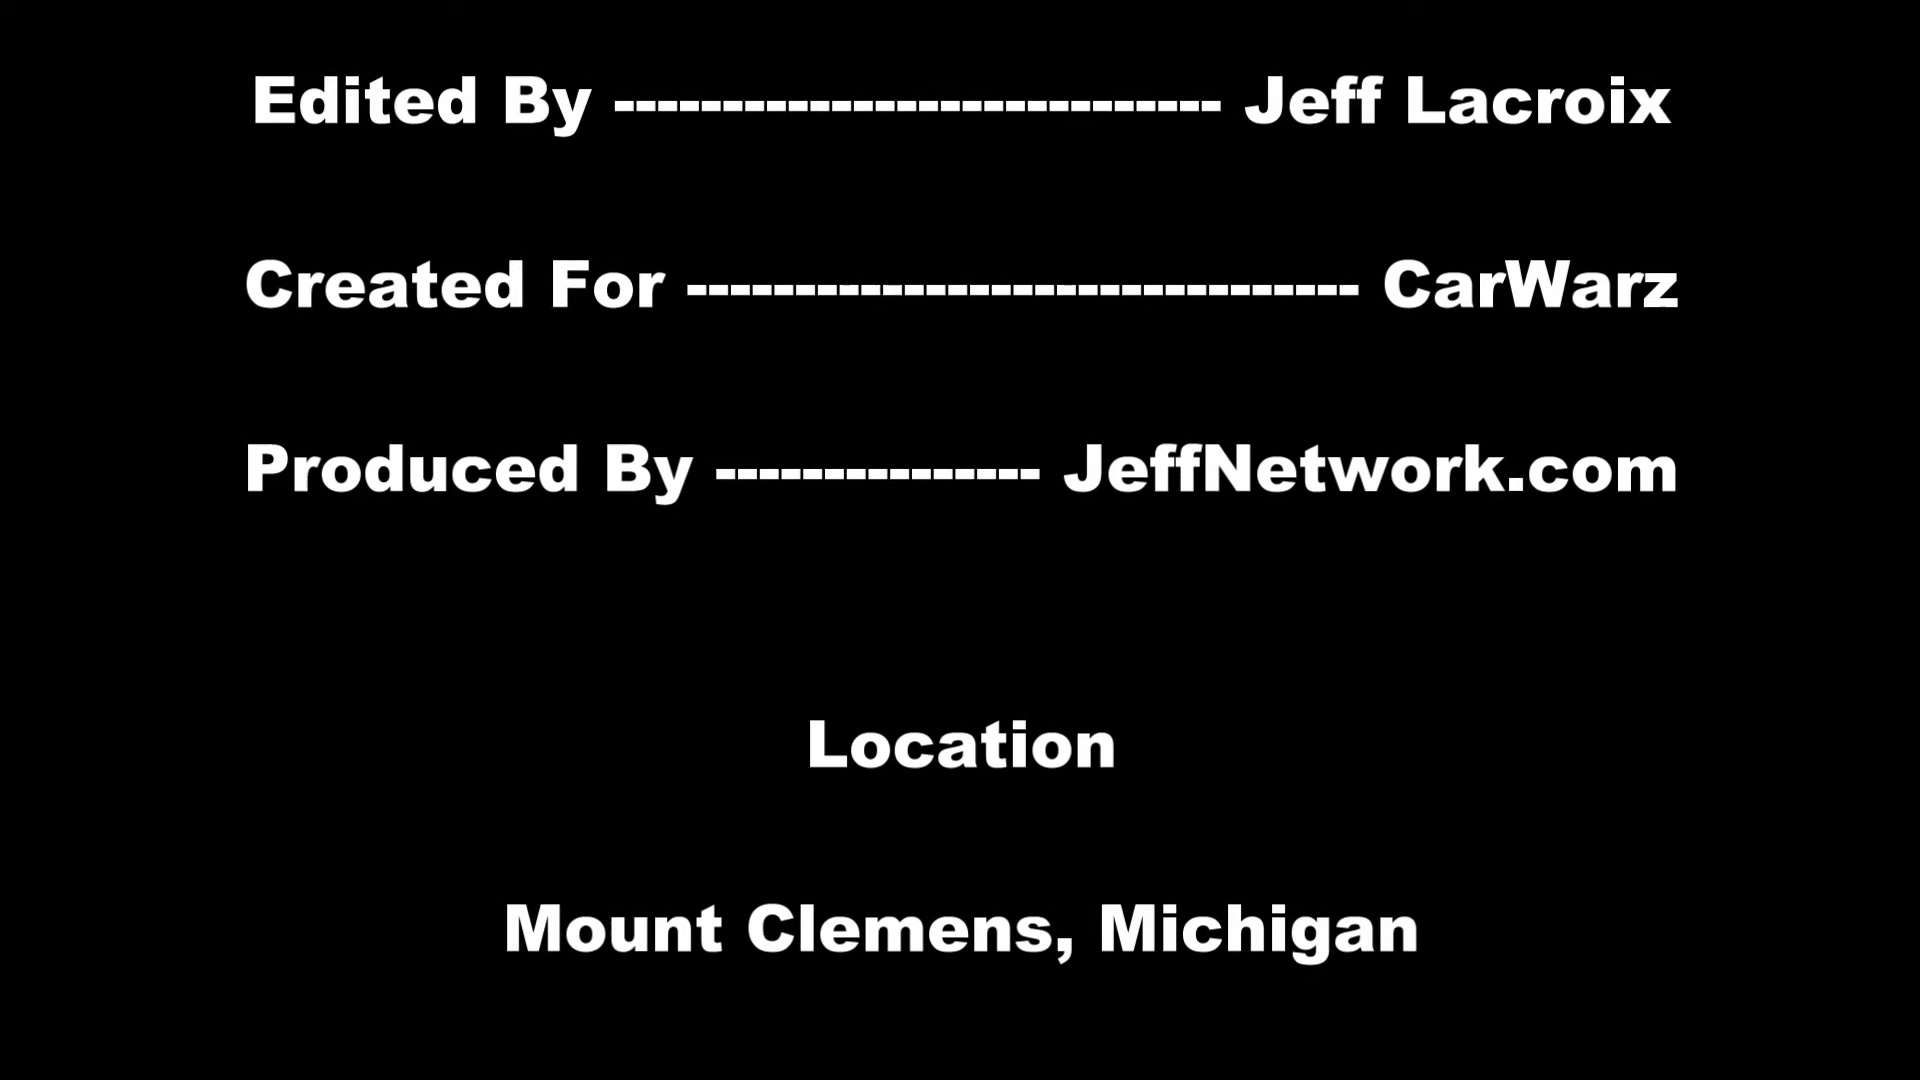 Edited By ---------------------------- Jeff Lacroix
Created For ------------------------------- CarWarz
Produced By --------------- JeffNetwork.com
Location
Mount Clemens, Michigan